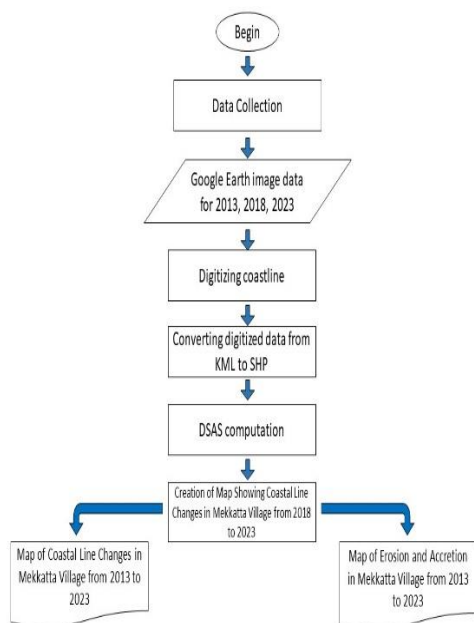 Begin
Data Collection
Google Earth image data
for 2013, 2018, 2023
Digitizing coastline
Converting digitized data from
KML to SHP
DSAS computation
Creation of Map Showing Coastal Line
Changes in Mekkatta Village from 2018
to 2023
Map of Coastal Line Changes in
Mekkatta Village from 2013 to
2023
Map of Erosion and Accretion
in Mekkatta Village from 2013
to 2023